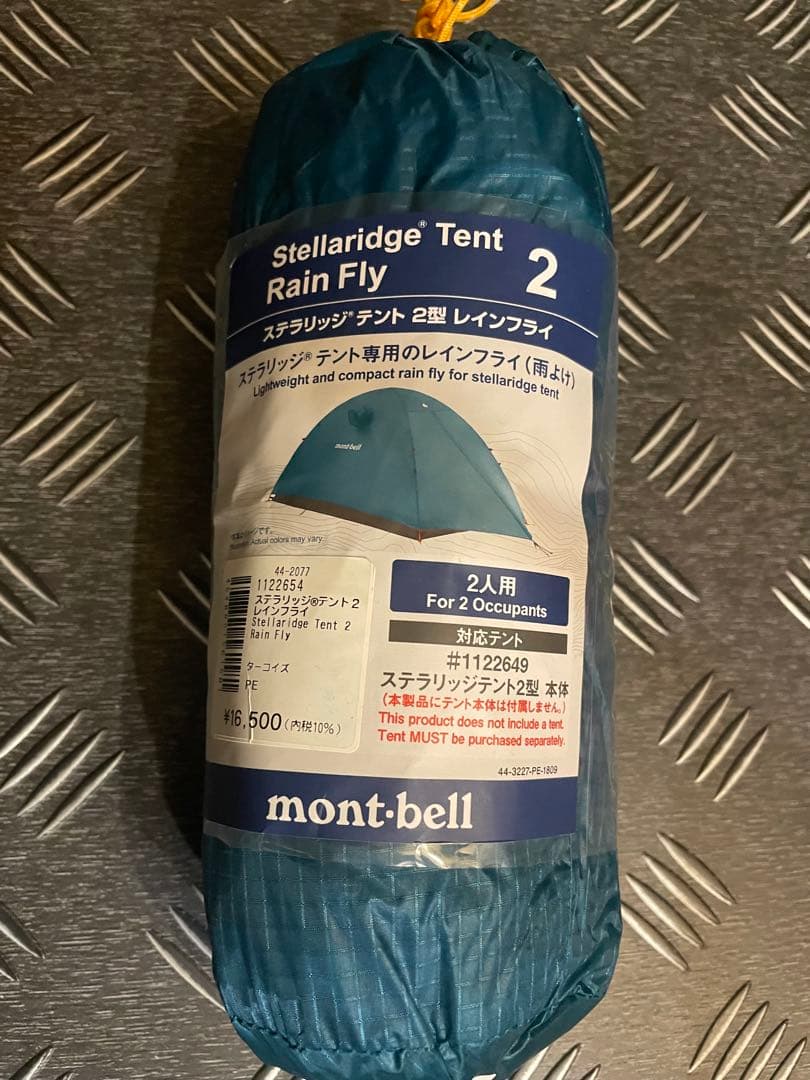 Stellaridge® Tent
Rain Fly
2
ステラリッジ®テント 2型 レインフライ
ステラリッジ® テント専用のレインフライ（雨よけ）
Lightweight and compact rain fly for stellaridge tent
mont-bell
Actual colors may vary.
44-2077
1122654
ステラリッジ®テント２
レインフライ
Stellaridge Tent 2
Rain Fly
ターコイズ
PE
¥16,500(内税10%)
2人用
For 2 Occupants
対応テント
#1122649
ステラリッジテント2型 本体
（本製品にテント本体は付属しません。）
This product does not include a tent.
Tent MUST be purchased separately.
44-3227-PE-1809
mont-bell